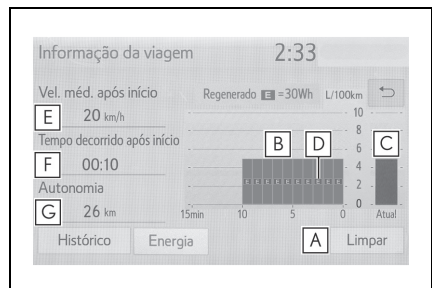 Informação da viagem 2:33
Vel. méd. após início
Regenerado E =30Wh L/100km
E 20 km/h
Tempo decorrido após início
F 00:10
Autonomia
G 26 km
B D C
10
8
6
4
2
0
E E E E E E E E E E
15min 10 5 0 Atual
Histórico Energia A Limpar